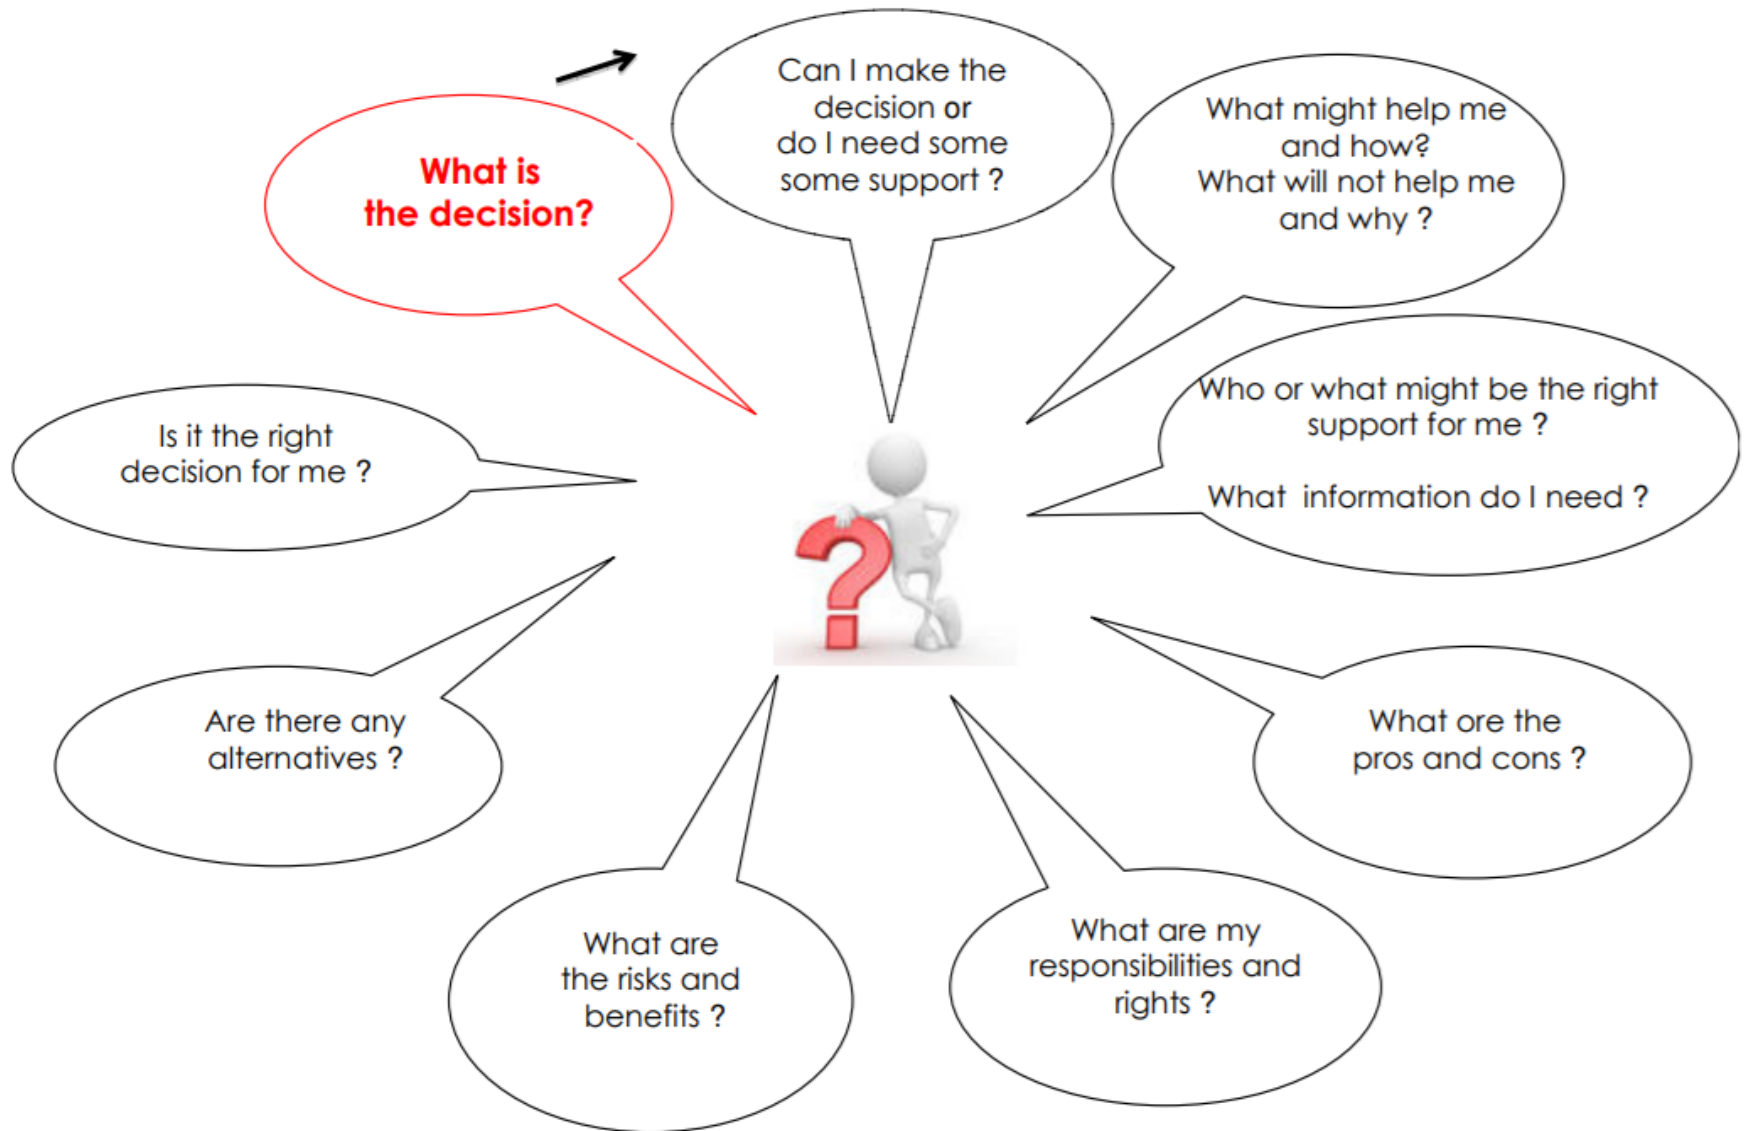 What is
the decision?
Can I make the
decision or
do I need some
some support ?
What might help me
and how?
What will not help me
and why ?
Who or what might be the right
support for me ?
What information do I need ?
What ore the
pros and cons ?
What are my
responsibilities and
rights ?
What are
the risks and
benefits ?
Are there any
alternatives ?
Is it the right
decision for me ?
?